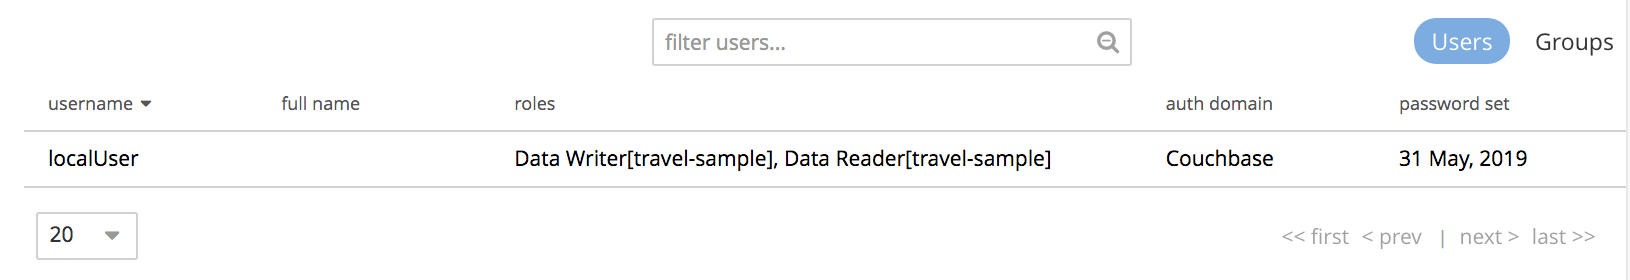 filter users... Users Groups
username full name roles auth domain password set
localUser Data Writer[travel-sample], Data Reader[travel-sample] Couchbase 31 May, 2019
20 << first < prev | next > last >>